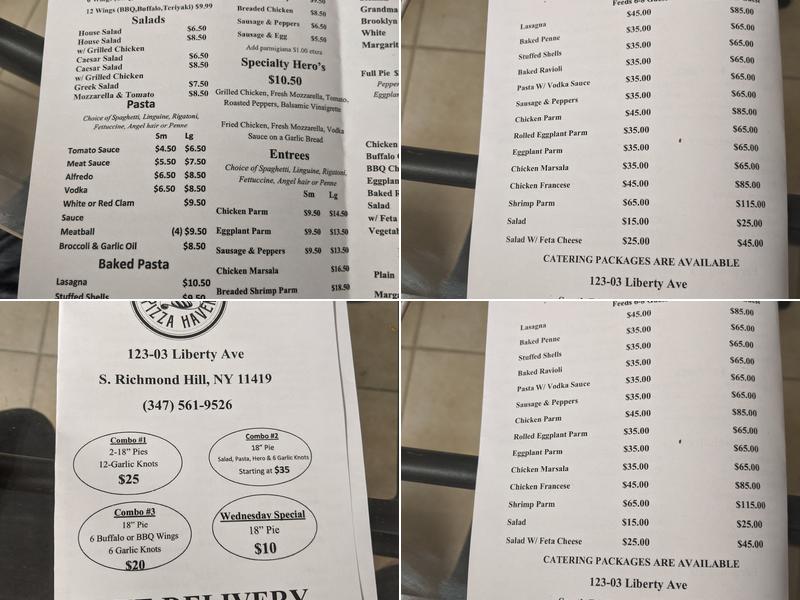 12 Wings (BBQ,Buffalo,Teriyaki) $9.99
Salads
House Salad $6.50
House Salad $8.50
w/ Grilled Chicken
Caesar Salad $6.50
Caesar Salad $8.50
w/ Grilled Chicken
Greek Salad $7.50
Mozzarella & Tomato $8.50
Pasta
Choice of Spaghetti, Linguine, Rigatoni,
Fettuccine, Angel hair or Penne
Sm Lg
Tomato Sauce $4.50 $6.50
Meat Sauce $5.50 $7.50
Alfredo $6.50 $8.50
Vodka $6.50 $8.50
White or Red Clam $9.50
Sauce
Meatball (4) $9.50
Broccoli & Garlic Oil $8.50
Baked Pasta
Lasagna $10.50
Stuffed Shells $9.50
$9.50
Breaded Chicken $8.50
Sausage & Peppers $6.50
Sausage & Egg $5.50
Add parmigiana $1.00 extra
Specialty Hero's
$10.50
Grilled Chicken, Fresh Mozzarella, Tomato,
Roasted Peppers, Balsamic Vinaigrette
Fried Chicken, Fresh Mozzarella, Vodka
Sauce on a Garlic Bread
Entrees
Choice of Spaghetti, Linguine, Rigatoni,
Fettuccine, Angel hair or Penne
Sm Lg
Chicken Parm $9.50 $14.50
Eggplant Parm $9.50 $13.50
Sausage & Peppers $9.50 $13.50
Chicken Marsala $16.50
Breaded Shrimp Parm $18.50
Grandma
Brooklyn
White
Margarit
Full Pie $
Peppe
Eggpla
Chicken
Buffalo
BBQ Ch
Eggplan
Baked
Salad
w/ Feta
Vegetab
Plain
Marga
Feeds
$45.00 $85.00
Lasagna $35.00 $65.00
Baked Penne $35.00 $65.00
Stuffed Shells $35.00 $65.00
Baked Ravioli $35.00 $65.00
Pasta W/ Vodka Sauce $35.00 $65.00
Sausage & Peppers $35.00 $65.00
Chicken Parm $45.00 $85.00
Rolled Eggplant Parm $35.00 $65.00
Eggplant Parm $35.00 $65.00
Chicken Marsala $35.00 $65.00
Chicken Francese $45.00 $85.00
Shrimp Parm $65.00 $115.00
Salad $15.00 $25.00
Salad W/ Feta Cheese $25.00 $45.00
CATERING PACKAGES ARE AVAILABLE
123-03 Liberty Ave
PIZZA HAVEN
123-03 Liberty Ave
S. Richmond Hill, NY 11419
(347) 561-9526
Combo #1
2-18" Pies
12-Garlic Knots
$25
Combo #2
18" Pie
Salad, Pasta, Hero & 6 Garlic Knots
Starting at $35
Combo #3
18" Pie
6 Buffalo or BBQ Wings
6 Garlic Knots
$20
Wednesday Special
18" Pie
$10
DELIVERY
Feeds
$45.00 $85.00
Lasagna $35.00 $65.00
Baked Penne $35.00 $65.00
Stuffed Shells $35.00 $65.00
Baked Ravioli $35.00 $65.00
Pasta W/ Vodka Sauce $35.00 $65.00
Sausage & Peppers $35.00 $65.00
Chicken Parm $45.00 $85.00
Rolled Eggplant Parm $35.00 $65.00
Eggplant Parm $35.00 $65.00
Chicken Marsala $35.00 $65.00
Chicken Francese $45.00 $85.00
Shrimp Parm $65.00 $115.00
Salad $15.00 $25.00
Salad W/ Feta Cheese $25.00 $45.00
CATERING PACKAGES ARE AVAILABLE
123-03 Liberty Ave